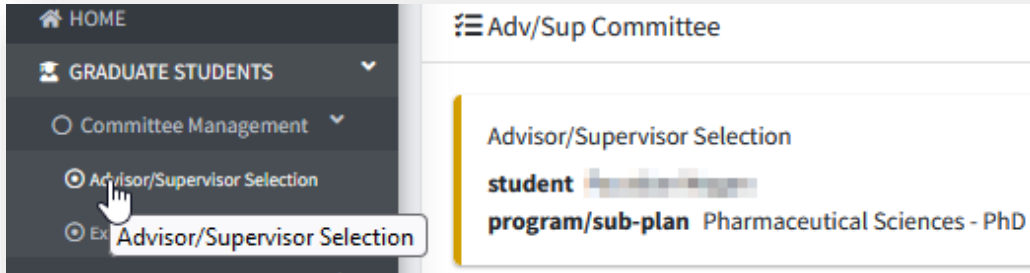 HOME
GRADUATE STUDENTS
Committee Management
Advisor/Supervisor Selection
Ex
Advisor/Supervisor Selection
Adv/Sup Committee
Advisor/Supervisor Selection
student
program/sub-plan Pharmaceutical Sciences - PhD